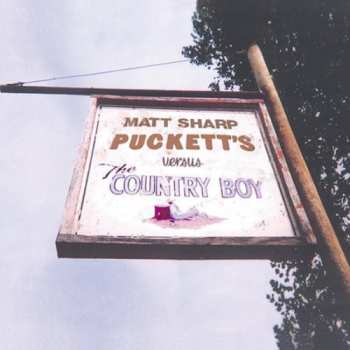 MATT SHARP
PUCKETT'S
versus
The
COUNTRY BOY